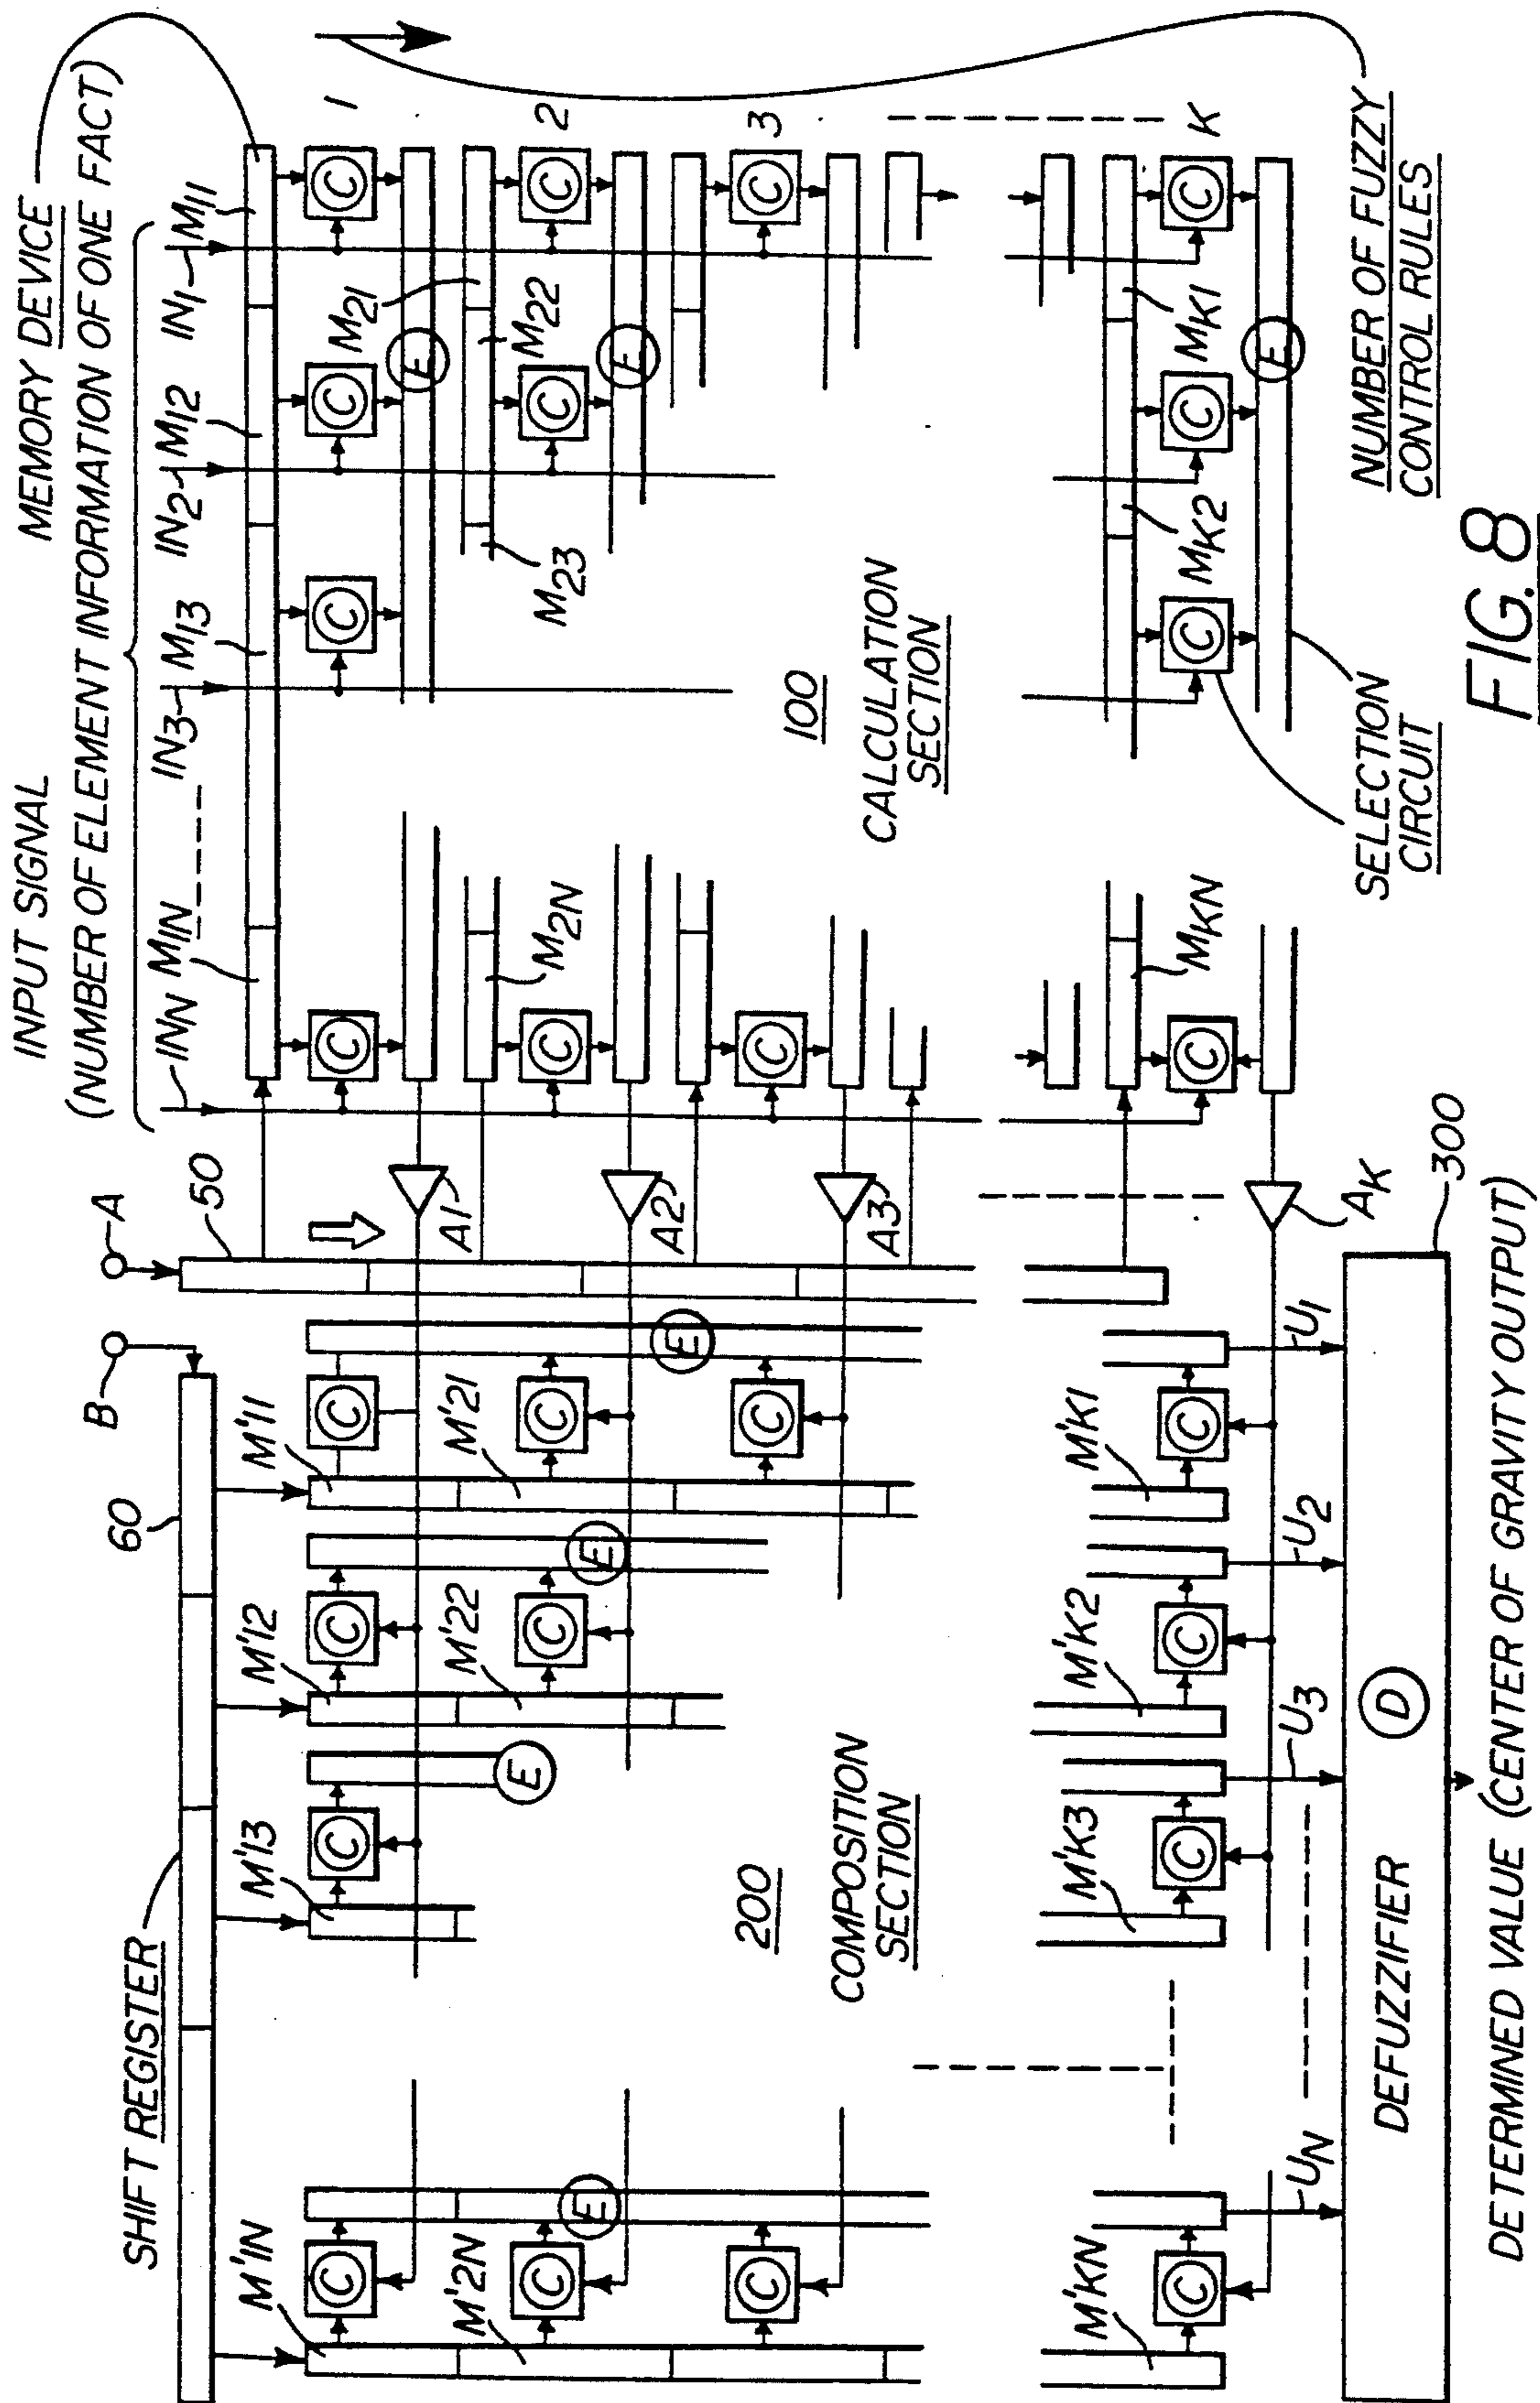 INPUT SIGNAL
MEMORY DEVICE
(NUMBER OF ELEMENT INFORMATION OF ONE FACT)
INN M1N IN3 M13 IN2 M12 IN1 M11
SHIFT REGISTER
60
B
A
50
M'1N
M'13
M'12
M'11
C C C C C C C C
1
E
A1
M21
E
M'2N
M'22
M'21
E E E
C C C C C C
2
A2
M2N
M23
M22
E
C C C C
3
A3
200
COMPOSITION
SECTION
100
CALCULATION
SECTION
M'KN
M'K3
M'K2
M'K1
MKN
MK2
MK1
C C C C C C C C
K
E
AK
UN
U3
U2
U1
300
DEFUZZIFIER
D
SELECTION
CIRCUIT
NUMBER OF FUZZY
CONTROL RULES
DETERMINED VALUE (CENTER OF GRAVITY OUTPUT)
FIG. 8